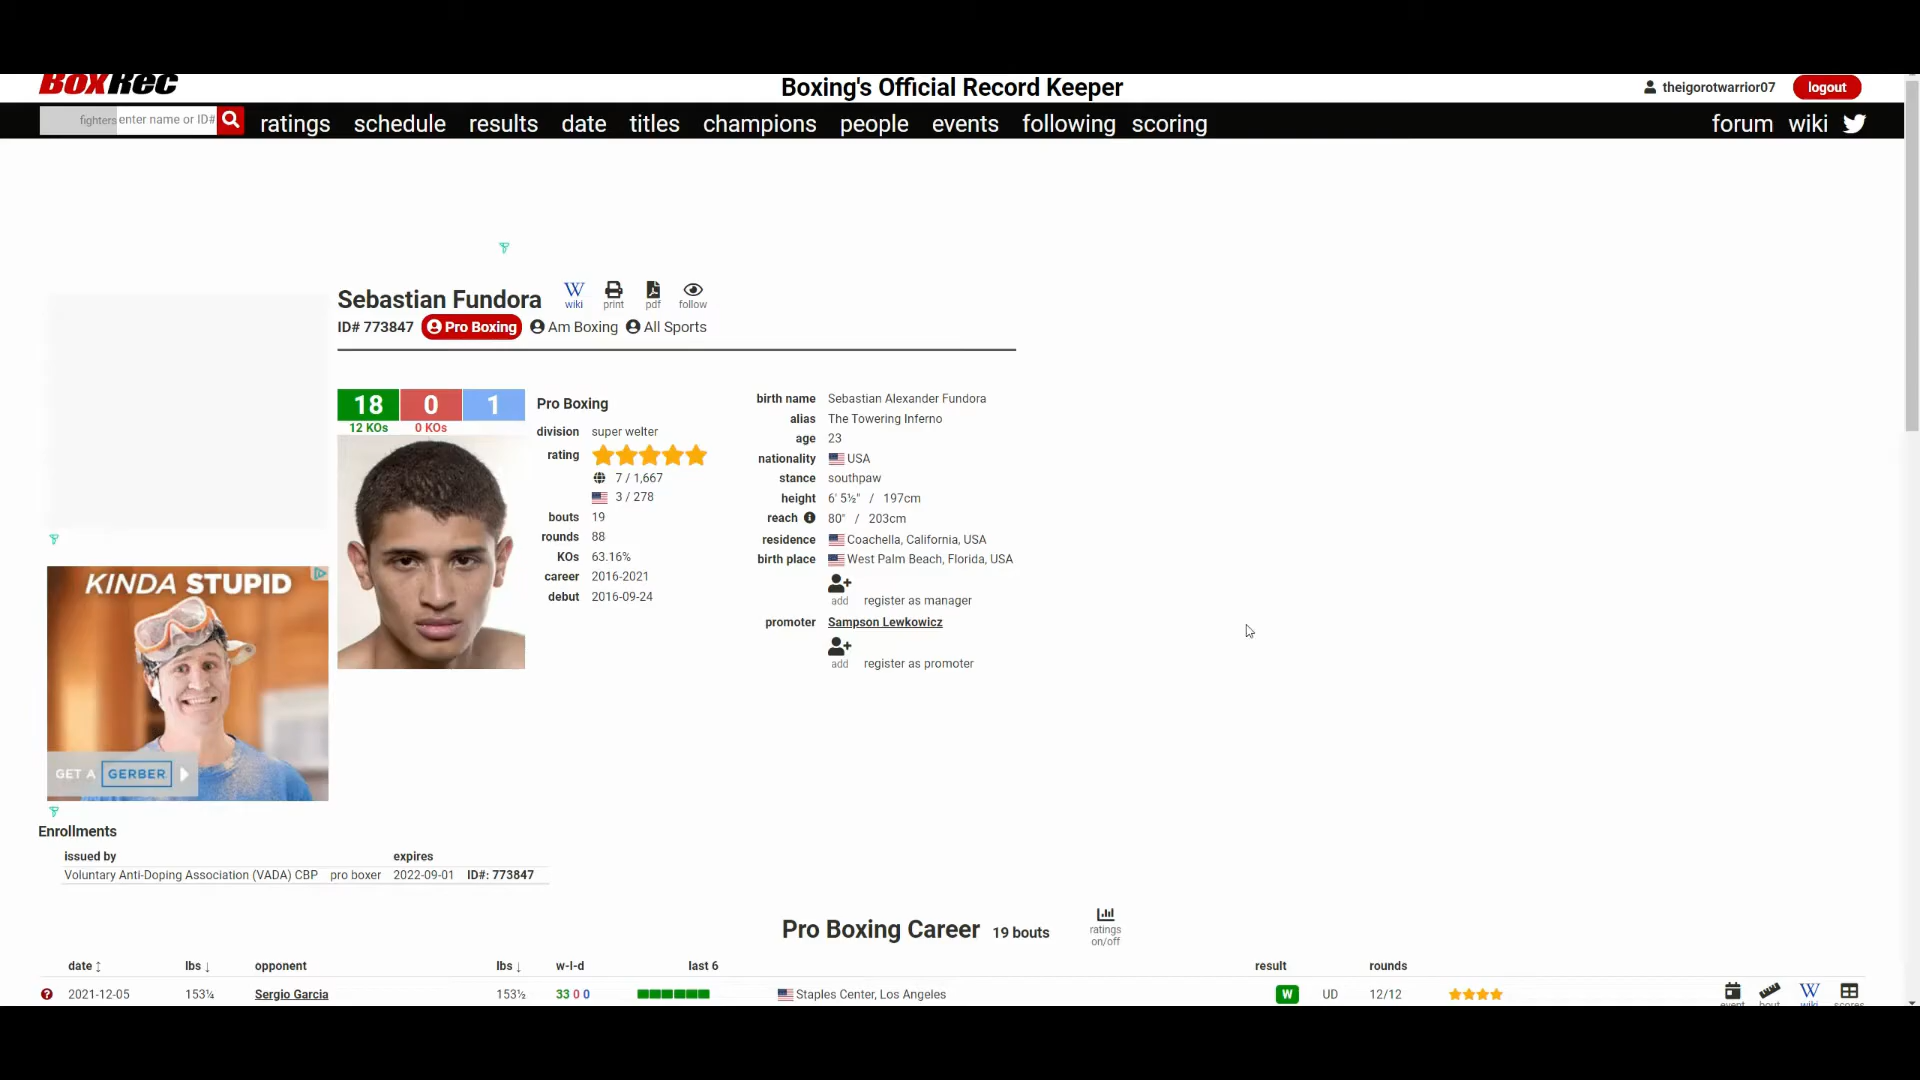 BoxRec
Boxing's Official Record Keeper
theigorotwarrior07 logout
fighters enter name or ID# ratings schedule results date titles champions people events following scoring forum wiki
Sebastian Fundora wiki print pdf follow
ID# 773847 Pro Boxing Am Boxing All Sports
18 0 1
12 KOs 0 KOs
Pro Boxing
division super welter
rating
7 / 1,667
3 / 278
bouts 19
rounds 88
KOs 63.16%
career 2016-2021
debut 2016-09-24
birth name Sebastian Alexander Fundora
alias The Towering Inferno
age 23
nationality USA
stance southpaw
height 6' 5½" / 197cm
reach 80" / 203cm
residence Coachella, California, USA
birth place West Palm Beach, Florida, USA
add register as manager
promoter Sampson Lewkowicz
add register as promoter
KINDA STUPID
GET A GERBER
Enrollments
issued by expires
Voluntary Anti-Doping Association (VADA) CBP pro boxer 2022-09-01 ID#: 773847
Pro Boxing Career 19 bouts ratings on/off
date lbs opponent lbs w-l-d last 6 result rounds
2021-12-05 153¼ Sergio Garcia 153½ 33 0 0 Staples Center, Los Angeles W UD 12/12
event bout wiki scores